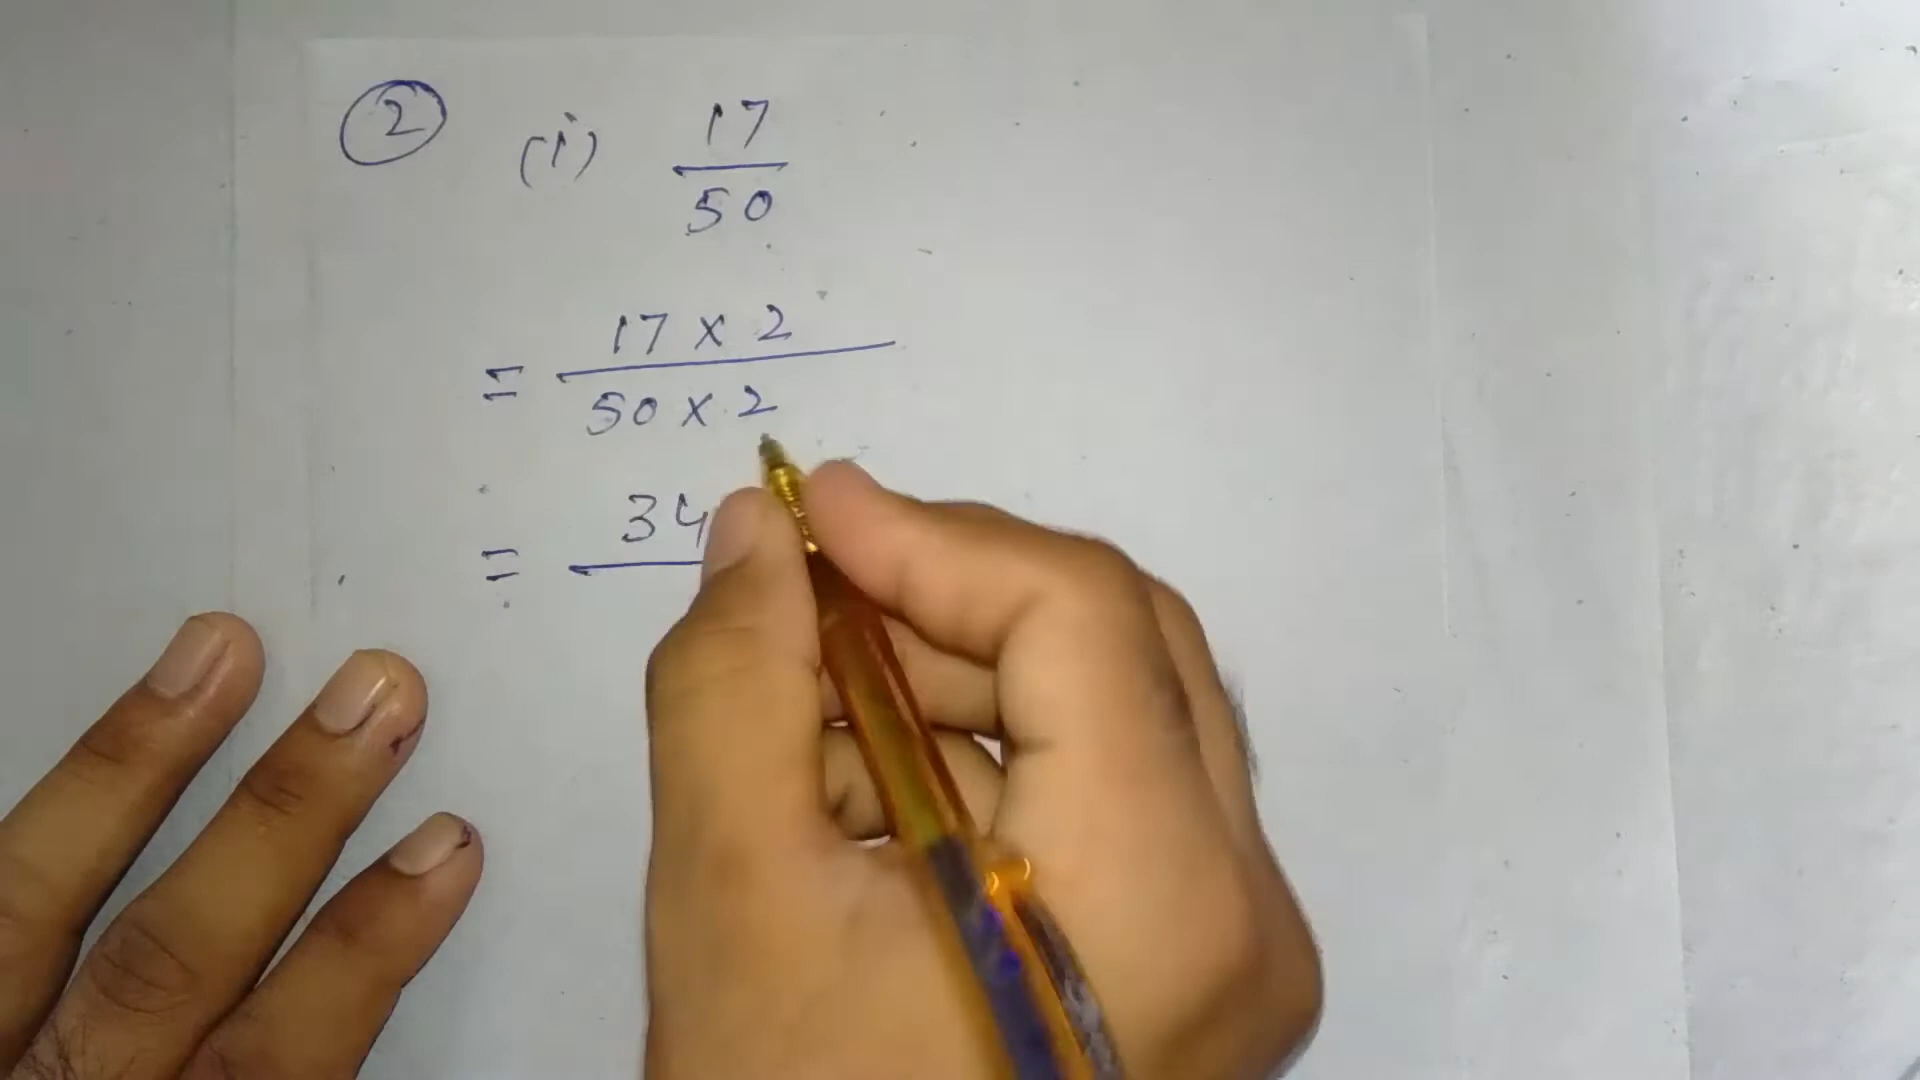 ② (i) 17
50
= 17 × 2
50 × 2
= 34